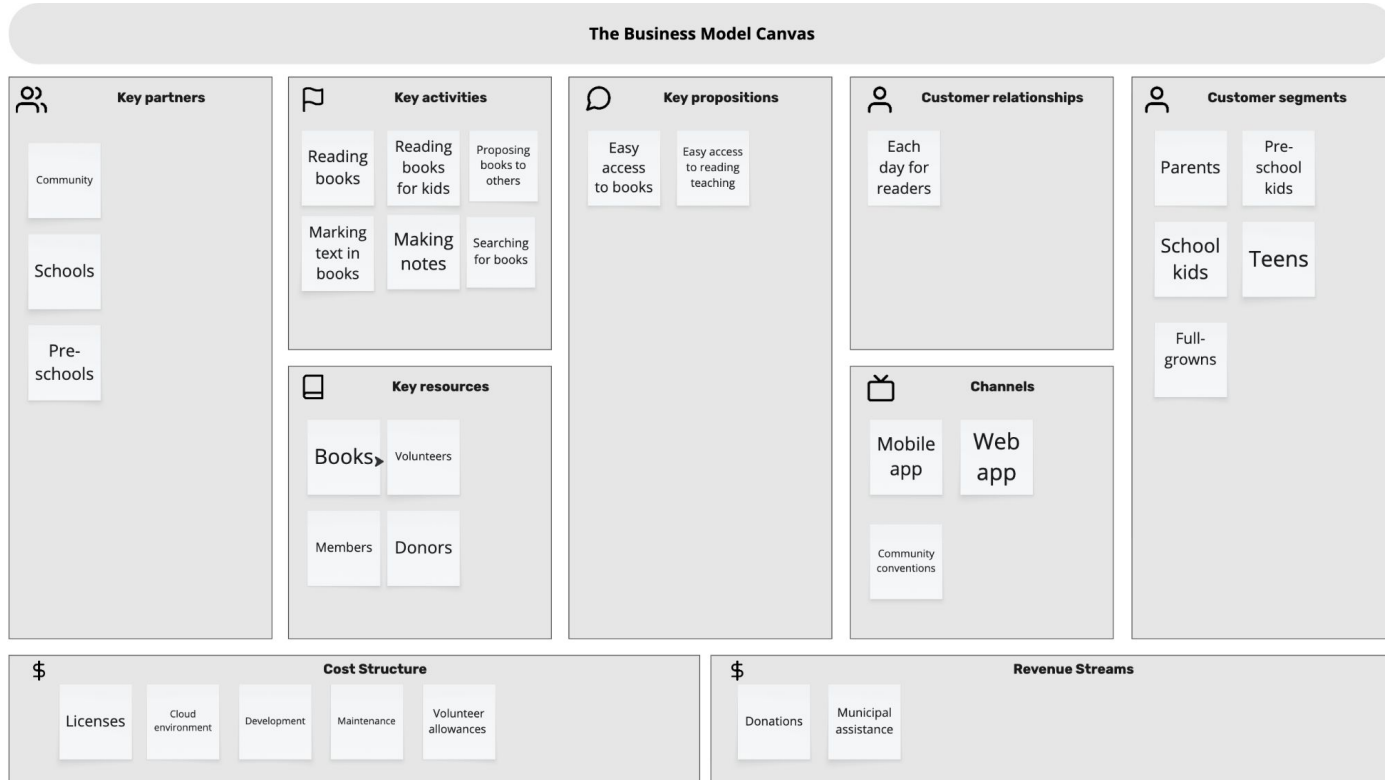 The Business Model Canvas
Key partners
Community
Schools
Pre-
schools
Key activities
Reading
books
Reading
books
for kids
Proposing
books to
others
Marking
text in
books
Making
notes
Searching
for books
Key resources
Books
Volunteers
Members
Donors
Key propositions
Easy
access
to books
Easy access
to reading
teaching
Customer relationships
Each
day for
readers
Channels
Mobile
app
Web
app
Community
conventions
Customer segments
Parents
Pre-
school
kids
School
kids
Teens
Full-
growns
$
Cost Structure
Licenses
Cloud
environment
Development
Maintenance
Volunteer
allowances
$
Revenue Streams
Donations
Municipal
assistance